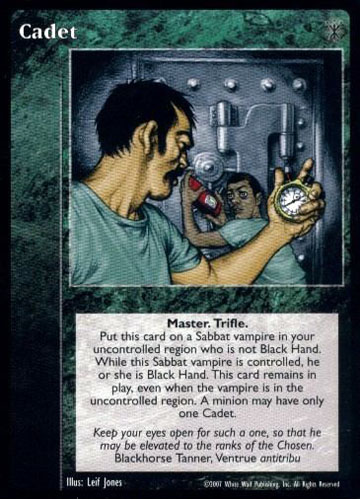 Cadet
Master. Trifle.
Put this card on a Sabbat vampire in your
uncontrolled region who is not Black Hand.
While this Sabbat vampire is controlled, he
or she is Black Hand. This card remains in
play, even when the vampire is in the
uncontrolled region. A minion may have only
one Cadet.
Keep your eyes open for such a one, so that he
may be elevated to the ranks of the Chosen.
Blackhorse Tanner, Ventrue antitribu
Illus: Leif Jones
©2007 White Wolf Publishing, Inc. All Rights Reserved